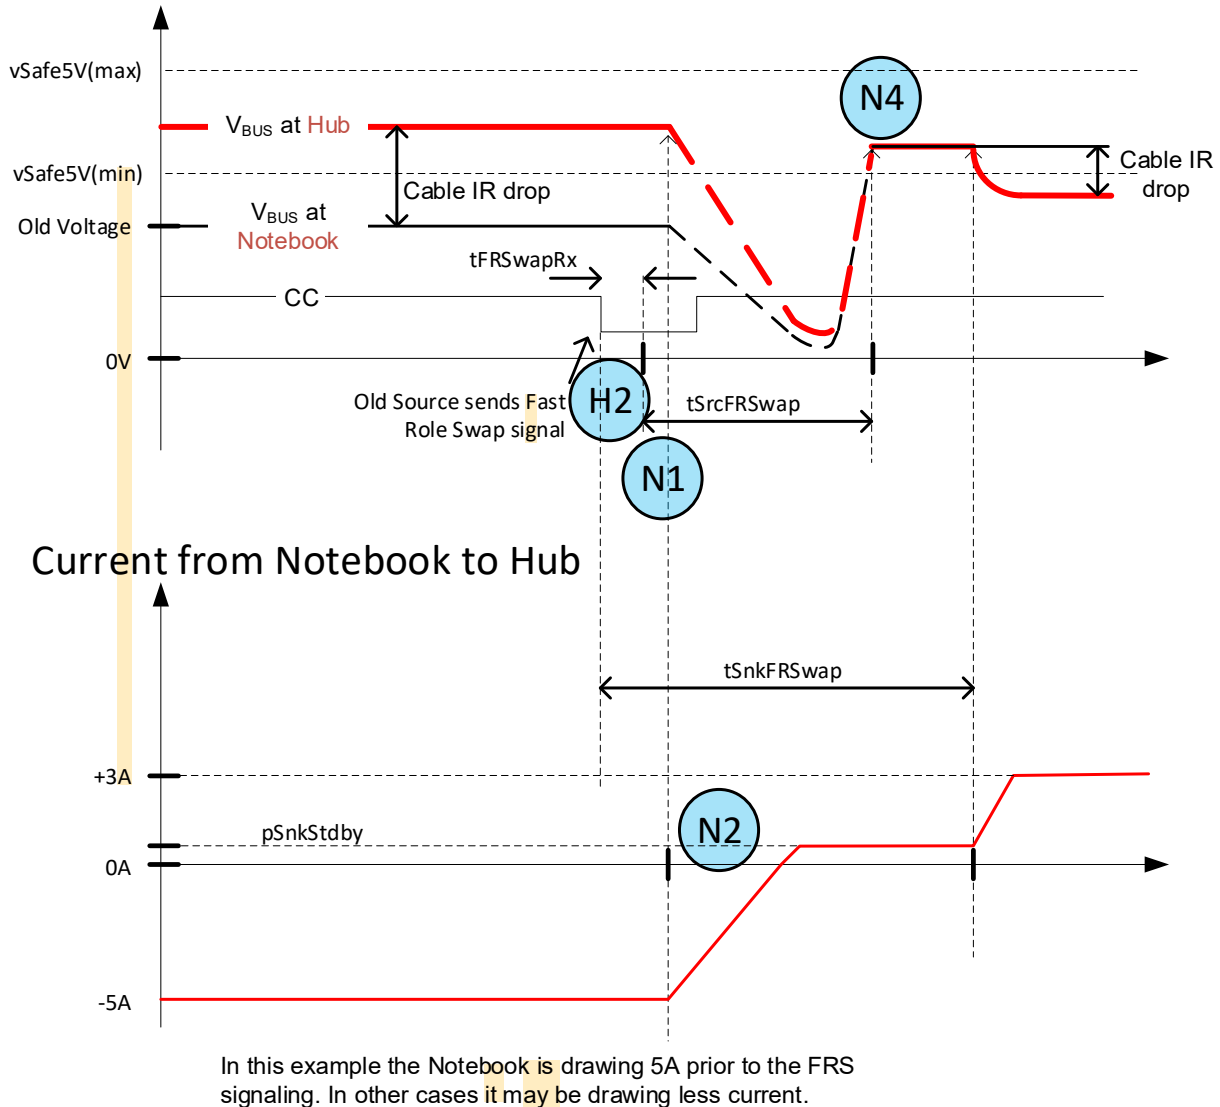 vSafe5V(max)
N4
V_BUS at Hub
Cable IR
drop
vSafe5V(min)
Cable IR drop
V_BUS at
Notebook
Old Voltage
tFRSwapRx
CC
0V
H2
Old Source sends Fast
Role Swap signal
tSrcFRSwap
N1
Current from Notebook to Hub
tSnkFRSwap
+3A
N2
pSnkStdby
0A
-5A
In this example the Notebook is drawing 5A prior to the FRS
signaling. In other cases it may be drawing less current.